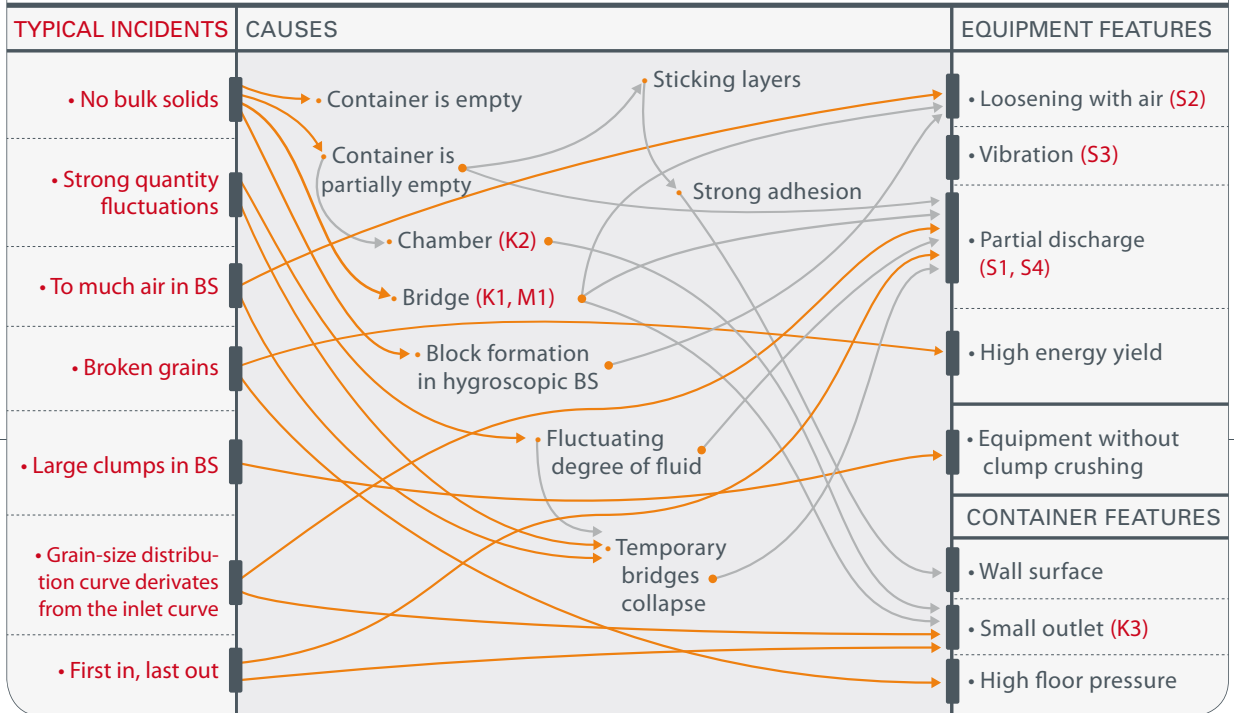 TYPICAL INCIDENTS
CAUSES
EQUIPMENT FEATURES
• No bulk solids
• Strong quantity
fluctuations
• To much air in BS
• Broken grains
• Large clumps in BS
• Grain-size distribu-
tion curve derivates
from the inlet curve
• First in, last out
• Container is empty
Container is
partially empty
• Chamber (K2)
• Bridge (K1, M1)
• Block formation
in hygroscopic BS
• Fluctuating
degree of fluid
• Temporary
bridges
collapse
• Sticking layers
• Strong adhesion
• Loosening with air (S2)
• Vibration (S3)
• Partial discharge
(S1, S4)
• High energy yield
• Equipment without
clump crushing
CONTAINER FEATURES
• Wall surface
• Small outlet (K3)
• High floor pressure